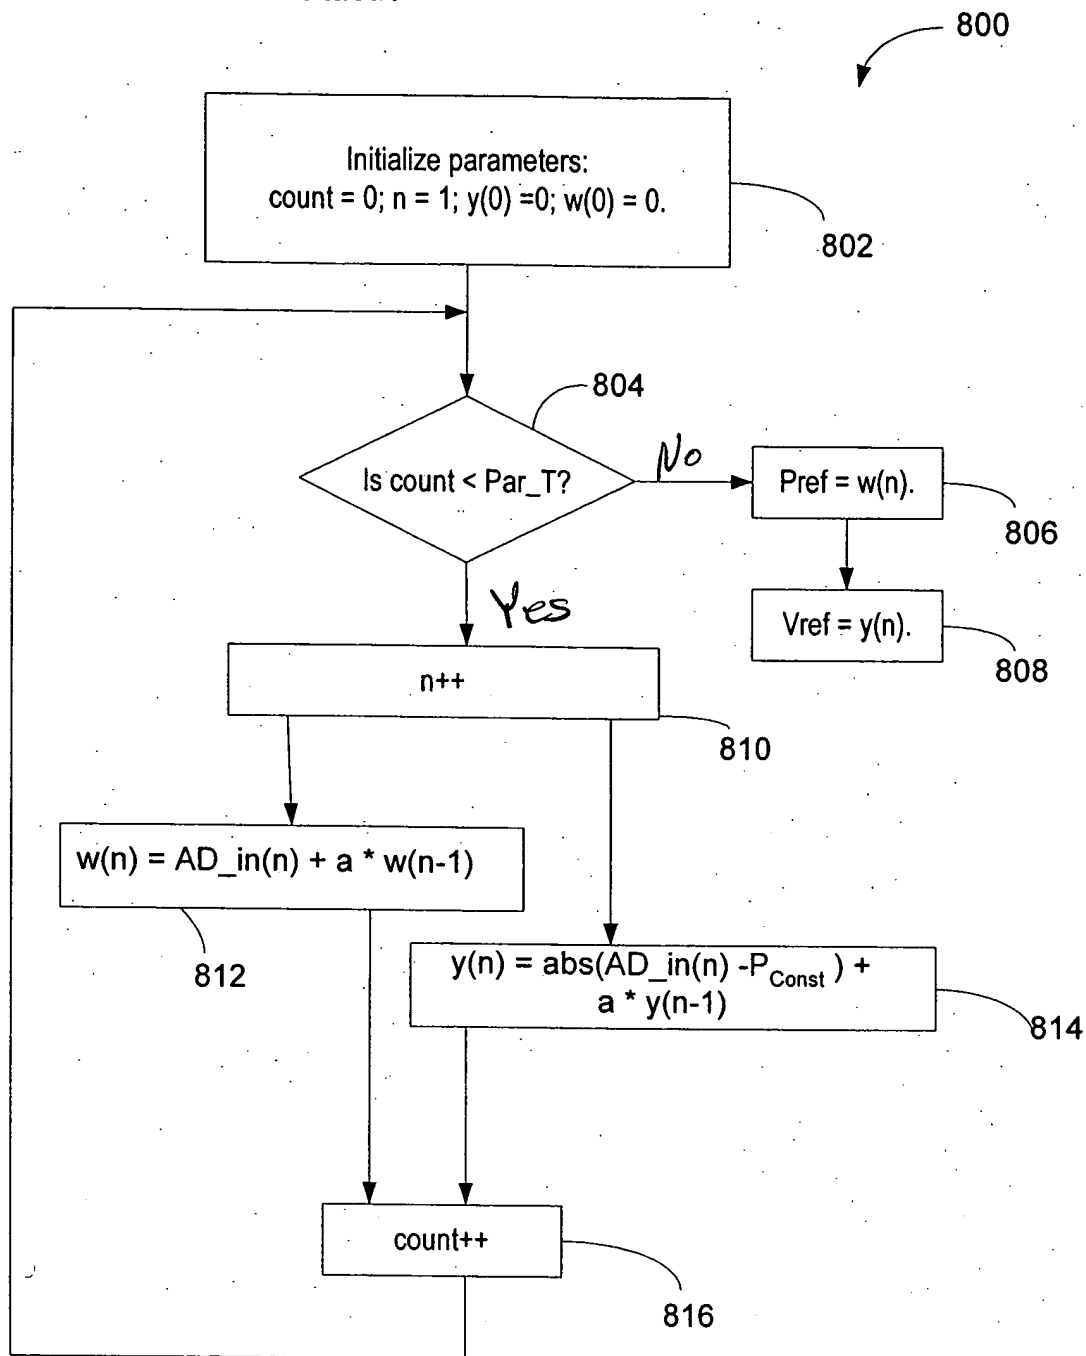 800
Initialize parameters:
count = 0; n = 1; y(0) =0; w(0) = 0.
802
804
Is count < Par_T?
No
Pref = w(n).
806
Yes
Vref = y(n).
808
n++
810
w(n) = AD_in(n) + a * w(n-1)
812
y(n) = abs(AD_in(n) -P_Const ) +
a * y(n-1)
814
count++
816